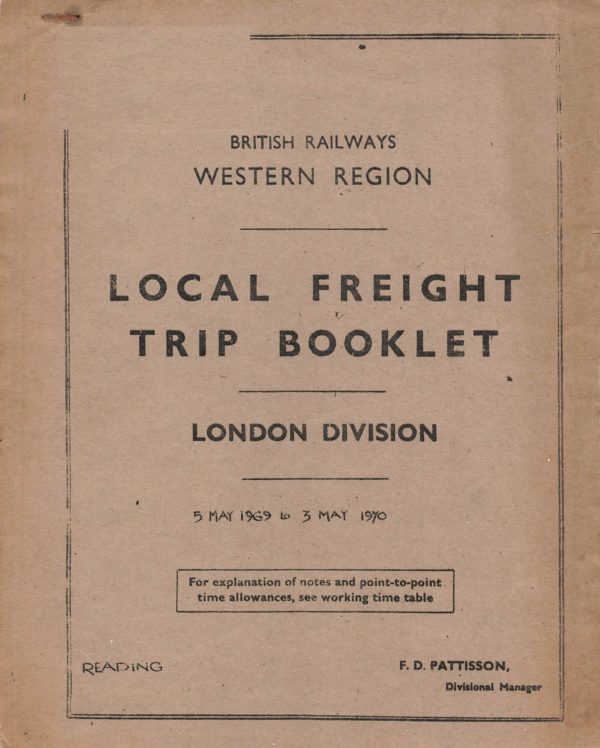 BRITISH RAILWAYS
WESTERN REGION
LOCAL FREIGHT
TRIP BOOKLET
LONDON DIVISION
5 MAY 1969 to 3 MAY 1970
For explanation of notes and point-to-point
time allowances, see working time table
READING
F. D. PATTISSON,
Divisional Manager